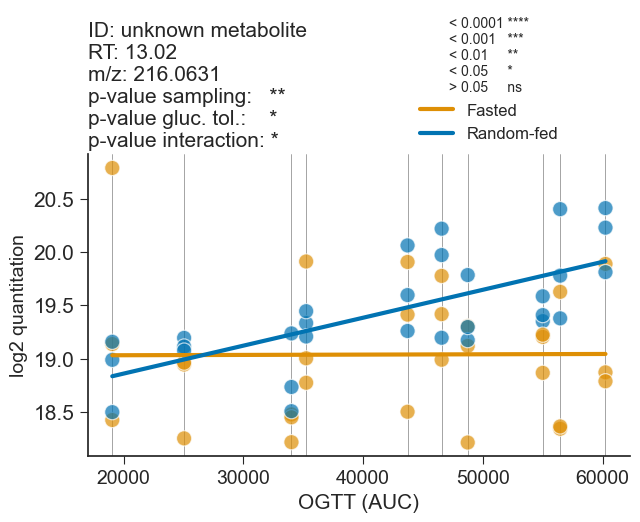 ID: unknown metabolite
RT: 13.02
m/z: 216.0631
p-value sampling: **
p-value gluc. tol.: *
p-value interaction: *
< 0.0001 ****
< 0.001 ***
< 0.01 **
< 0.05 *
> 0.05 ns
Fasted
Random-fed
log2 quantitation
20.5
20.0
19.5
19.0
18.5
20000 30000 40000 50000 60000
OGTT (AUC)